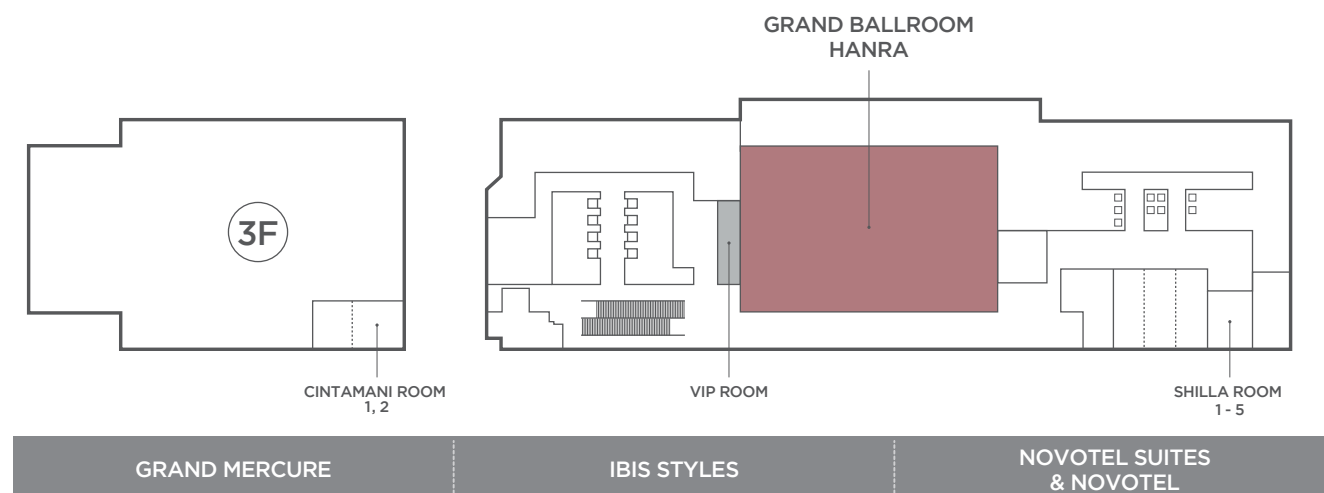 GRAND BALLROOM
HANRA
3F
CINTAMANI ROOM
1, 2
VIP ROOM
SHILLA ROOM
1 - 5
GRAND MERCURE
IBIS STYLES
NOVOTEL SUITES
& NOVOTEL